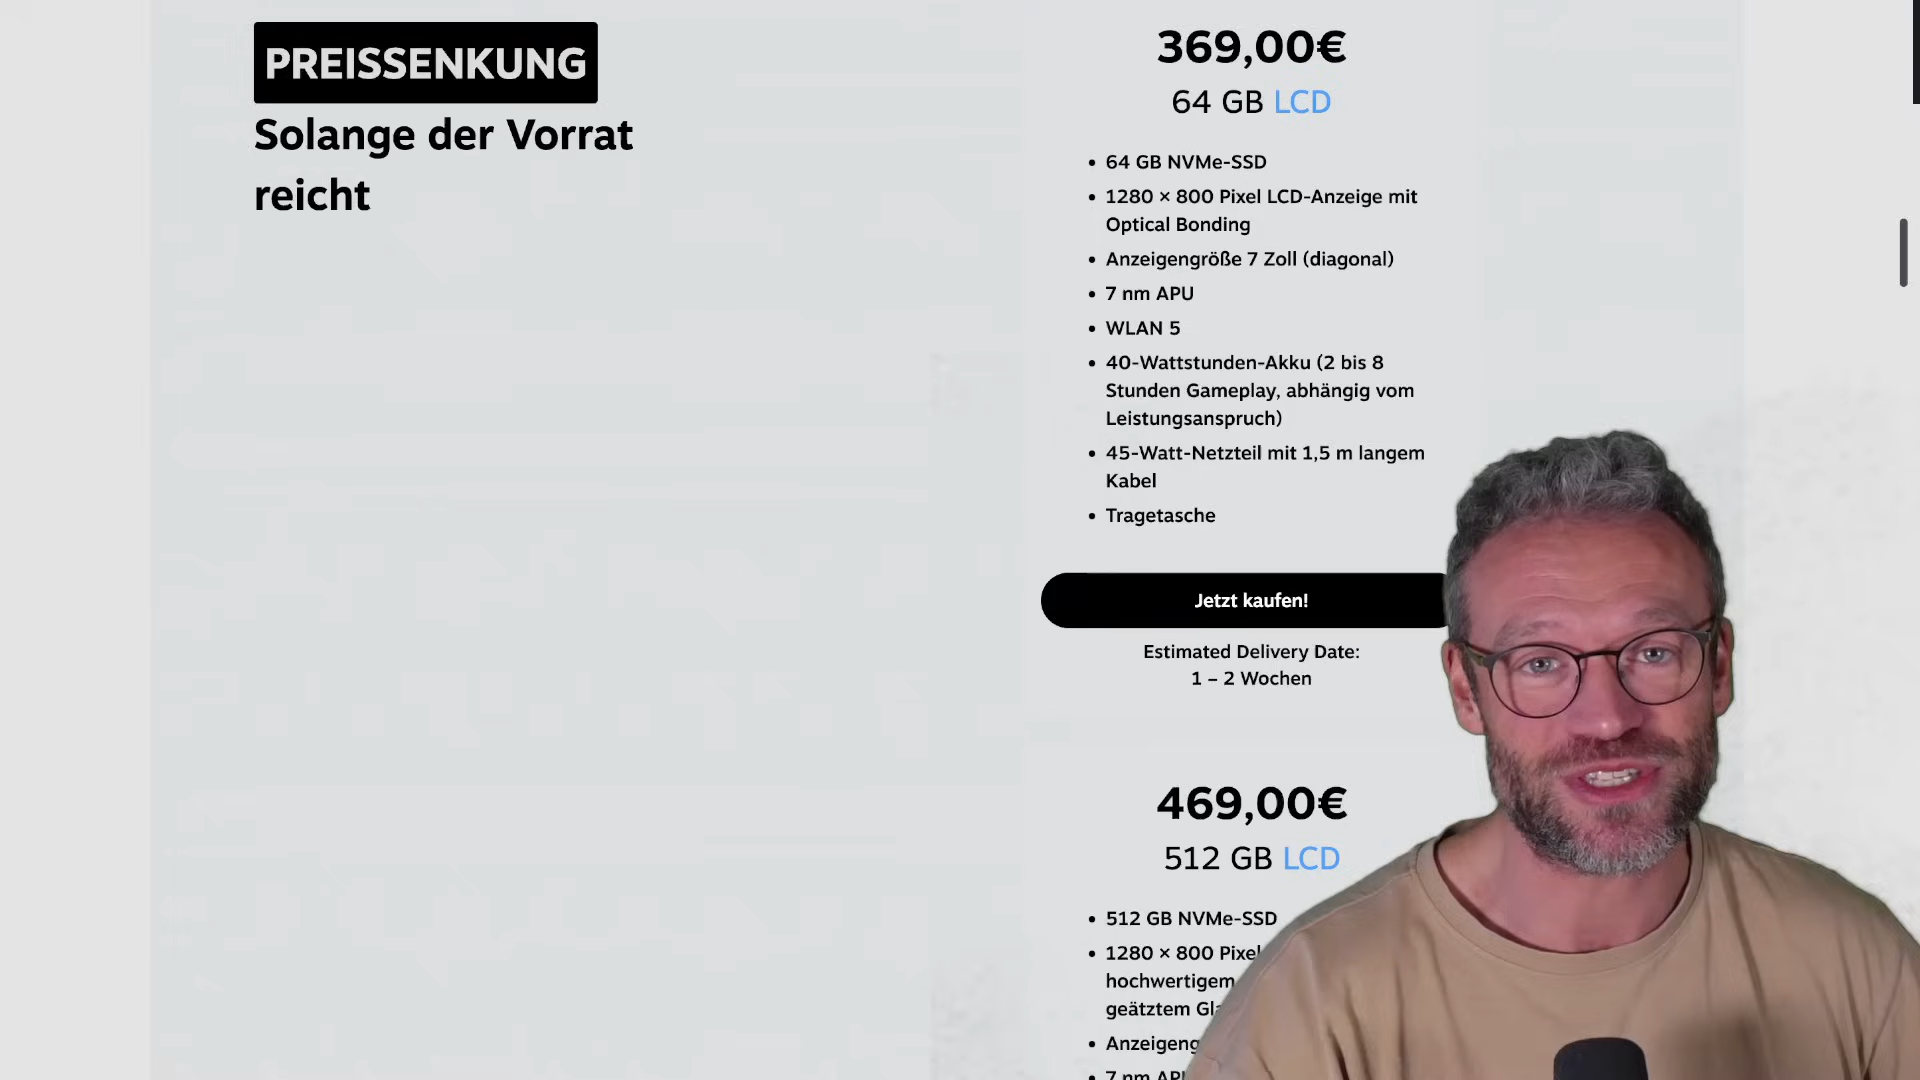 PREISSENKUNG
Solange der Vorrat
reicht
369,00€
64 GB LCD
• 64 GB NVMe-SSD
• 1280 × 800 Pixel LCD-Anzeige mit
Optical Bonding
• Anzeigengröße 7 Zoll (diagonal)
• 7 nm APU
• WLAN 5
• 40-Wattstunden-Akku (2 bis 8
Stunden Gameplay, abhängig vom
Leistungsanspruch)
• 45-Watt-Netzteil mit 1,5 m langem
Kabel
• Tragetasche
Jetzt kaufen!
Estimated Delivery Date:
1 – 2 Wochen
469,00€
512 GB LCD
• 512 GB NVMe-SSD
• 1280 × 800 Pixel
hochwertigem
geätztem
•
• 7 nm